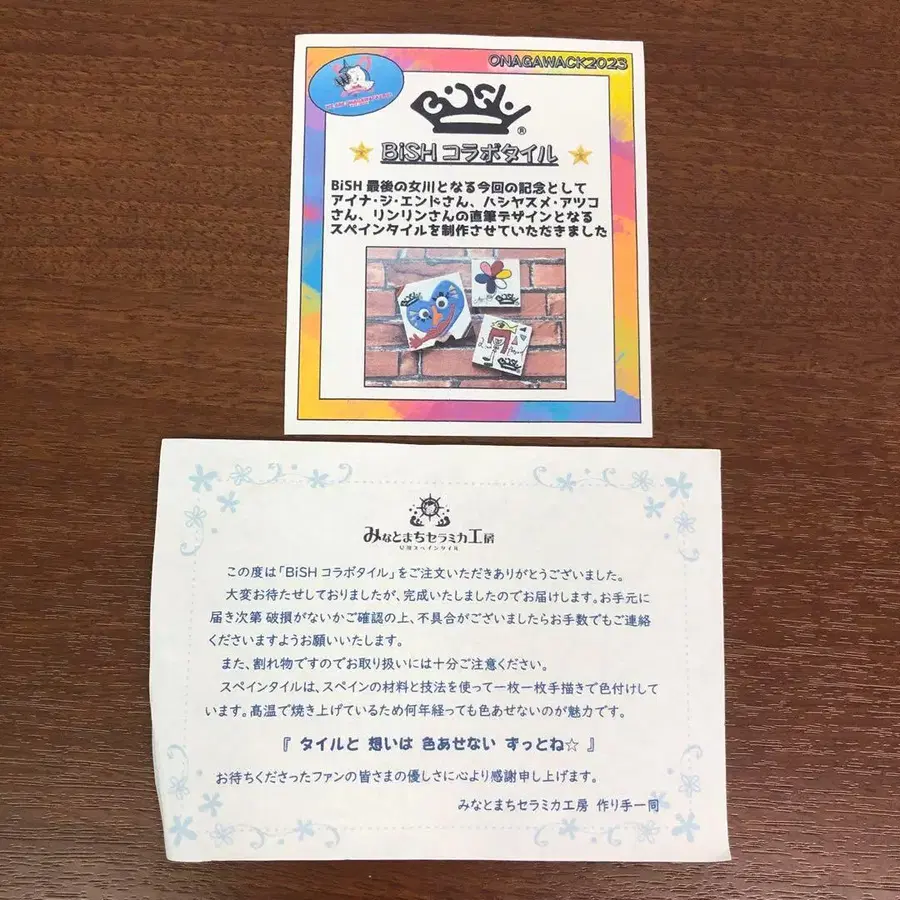 ONAGAWACK2023
BiSH
®
BiSH コラボタイル
BiSH 最後の女川となる今回の記念として
アイナ・ジ・エンドさん、ハシヤスメ・アツコ
さん、リンリンさんの直筆デザインとなる
スペインタイルを制作させていただきました
みなとまちセラミカ工房
女川スペインタイル
この度は「BiSH コラボタイル」をご注文いただきありがとうございました。
大変お待たせしておりましたが、完成いたしましたのでお届けします。お手元に
届き次第 破損がないかご確認の上、不具合がございましたらお手数でもご連絡
くださいますようお願いいたします。
また、割れ物ですのでお取り扱いには十分ご注意ください。
スペインタイルは、スペインの材料と技法を使って一枚一枚手描きで色付けして
います。高温で焼き上げているため何年経っても色あせないのが魅力です。
『 タイルと 想いは 色あせない ずっとね☆ 』
お待ちくださったファンの皆さまの優しさに心より感謝申し上げます。
みなとまちセラミカ工房 作り手一同